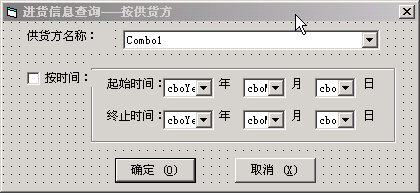 进货信息查询——按供货方
供货方名称： Combo1
按时间：
起始时间： cboYe 年 cboM 月 cbo 日
终止时间： cboYe 年 cboM 月 cbo 日
确定 (O) 取消 (X)